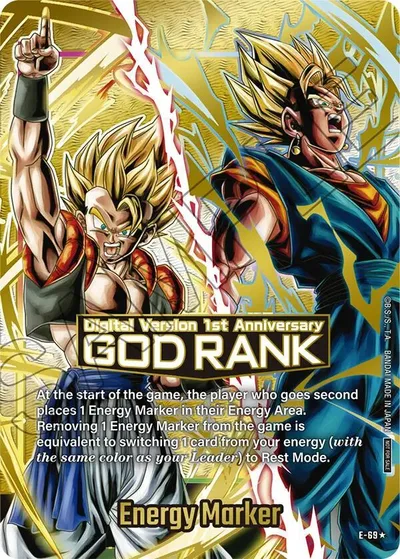 Digital Version 1st Anniversary
GOD RANK
At the start of the game, the player who goes second
places 1 Energy Marker in their Energy Area.
Removing 1 Energy Marker from the game is
equivalent to switching 1 card from your energy (with
the same color as your Leader) to Rest Mode.
Energy Marker
E-69★
©B.S./S., T.A. BANDAI MADE IN JAPAN
NOT FOR SALE